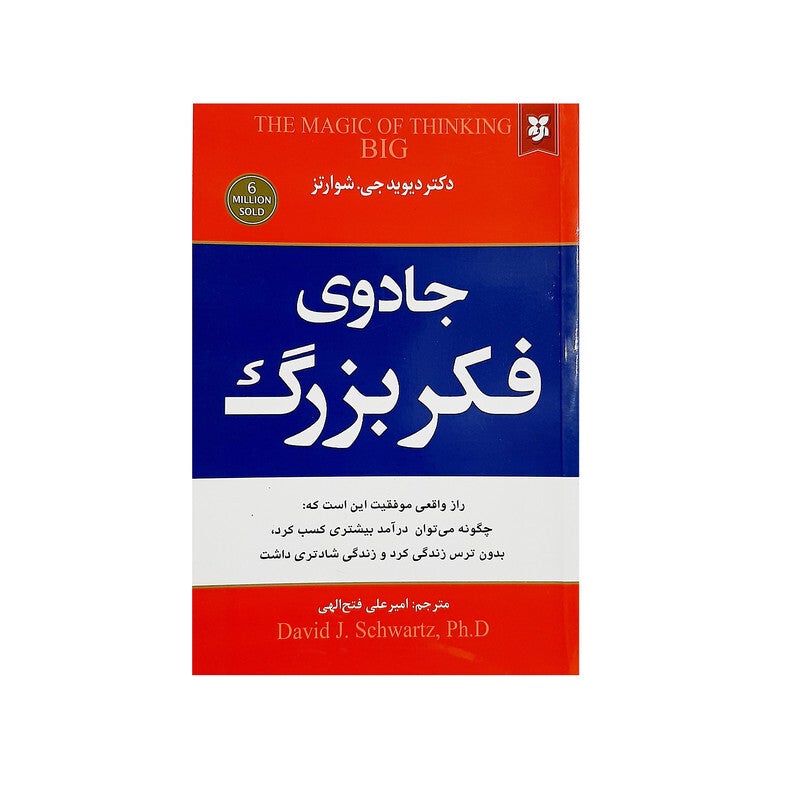 THE MAGIC OF THINKING
BIG
دکتر دیوید جی. شوارتز
6
MILLION
SOLD
جادوی
فکر بزرگ
راز واقعی موفقیت این است که:
چگونه می‌توان درآمد بیشتری کسب کرد،
بدون ترس زندگی کرد و زندگی شادتری داشت
مترجم: امیرعلی فتح‌الهی
David J. Schwartz, Ph.D